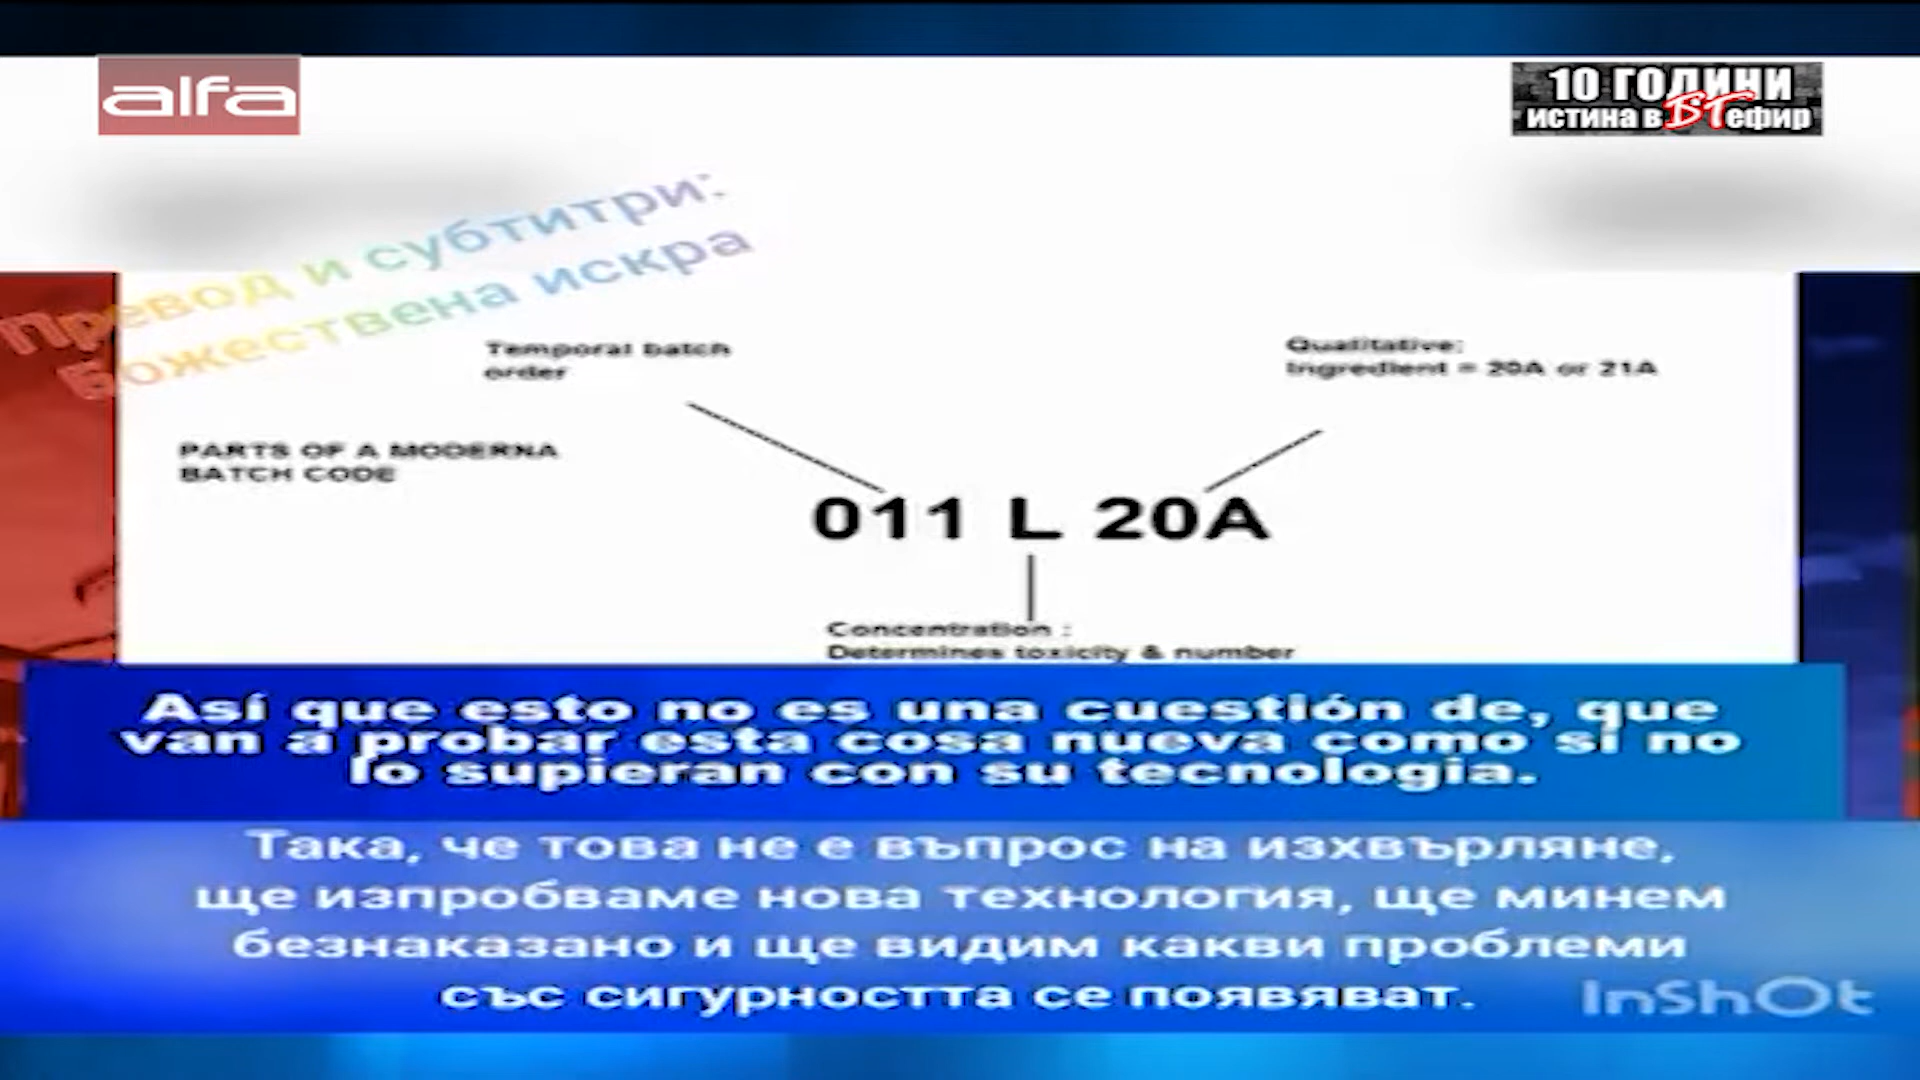 alfa
10 ГОДИНИ
истина в БТ ефир
Превод и субтитри:
Божествена искра
Temporal batch
order
Qualitative:
Ingredient = 20A or 21A
PARTS OF A MODERNA
BATCH CODE
011 L 20A
Concentration :
Determines toxicity & number
Así que esto no es una cuestión de, que
van a probar esta cosa nueva como si no
lo supieran con su tecnologia.
Така, че това не е въпрос на изхвърляне,
ще изпробваме нова технология, ще минем
безнаказано и ще видим какви проблеми
със сигурността се появяват.
InShOt